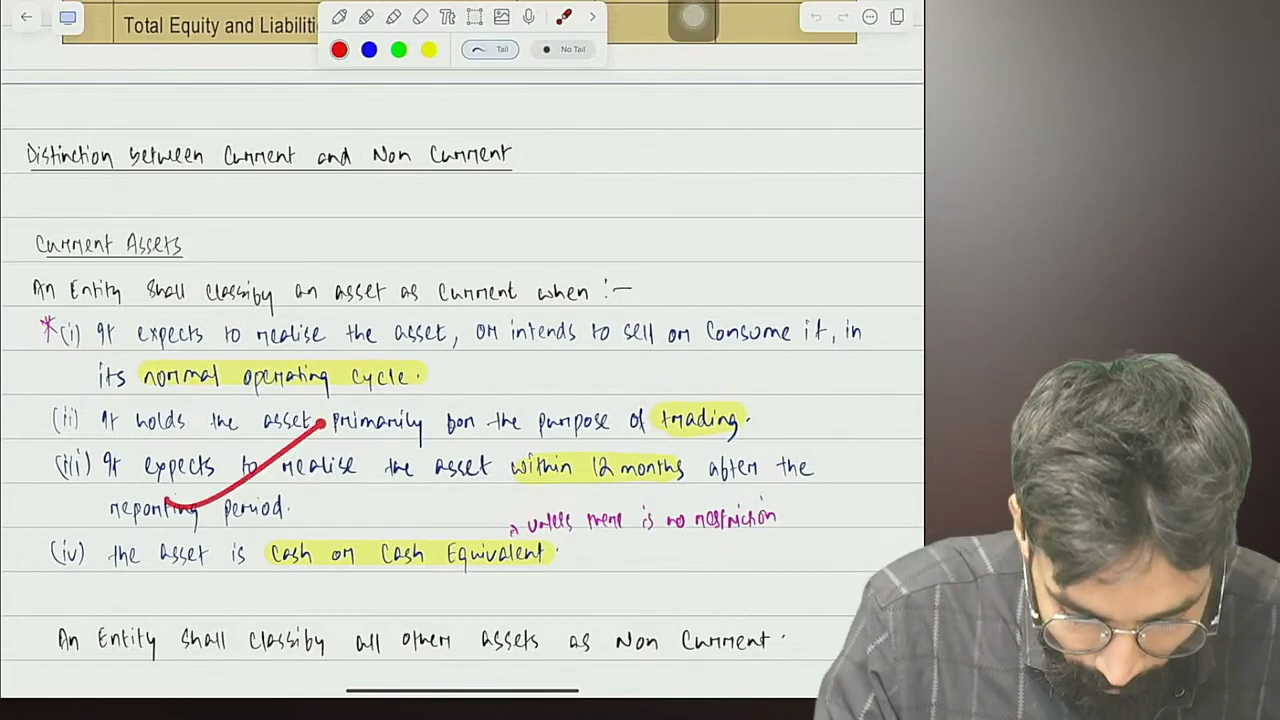 Total Equity and Liabiliti
Tail
No Tail
Distinction between Current and Non Current
Current Assets
An Entity shall classify an asset as current when :-
*(i) It expects to realise the asset, or intends to sell or consume it, in
its normal operating cycle.
(ii) It holds the asset primarily for the purpose of trading.
(iii) It expects to realise the asset within 12 months after the
reporting period.
unless there is no restriction
(iv) the asset is cash or cash Equivalent.
An Entity shall classify all other assets as Non Current.